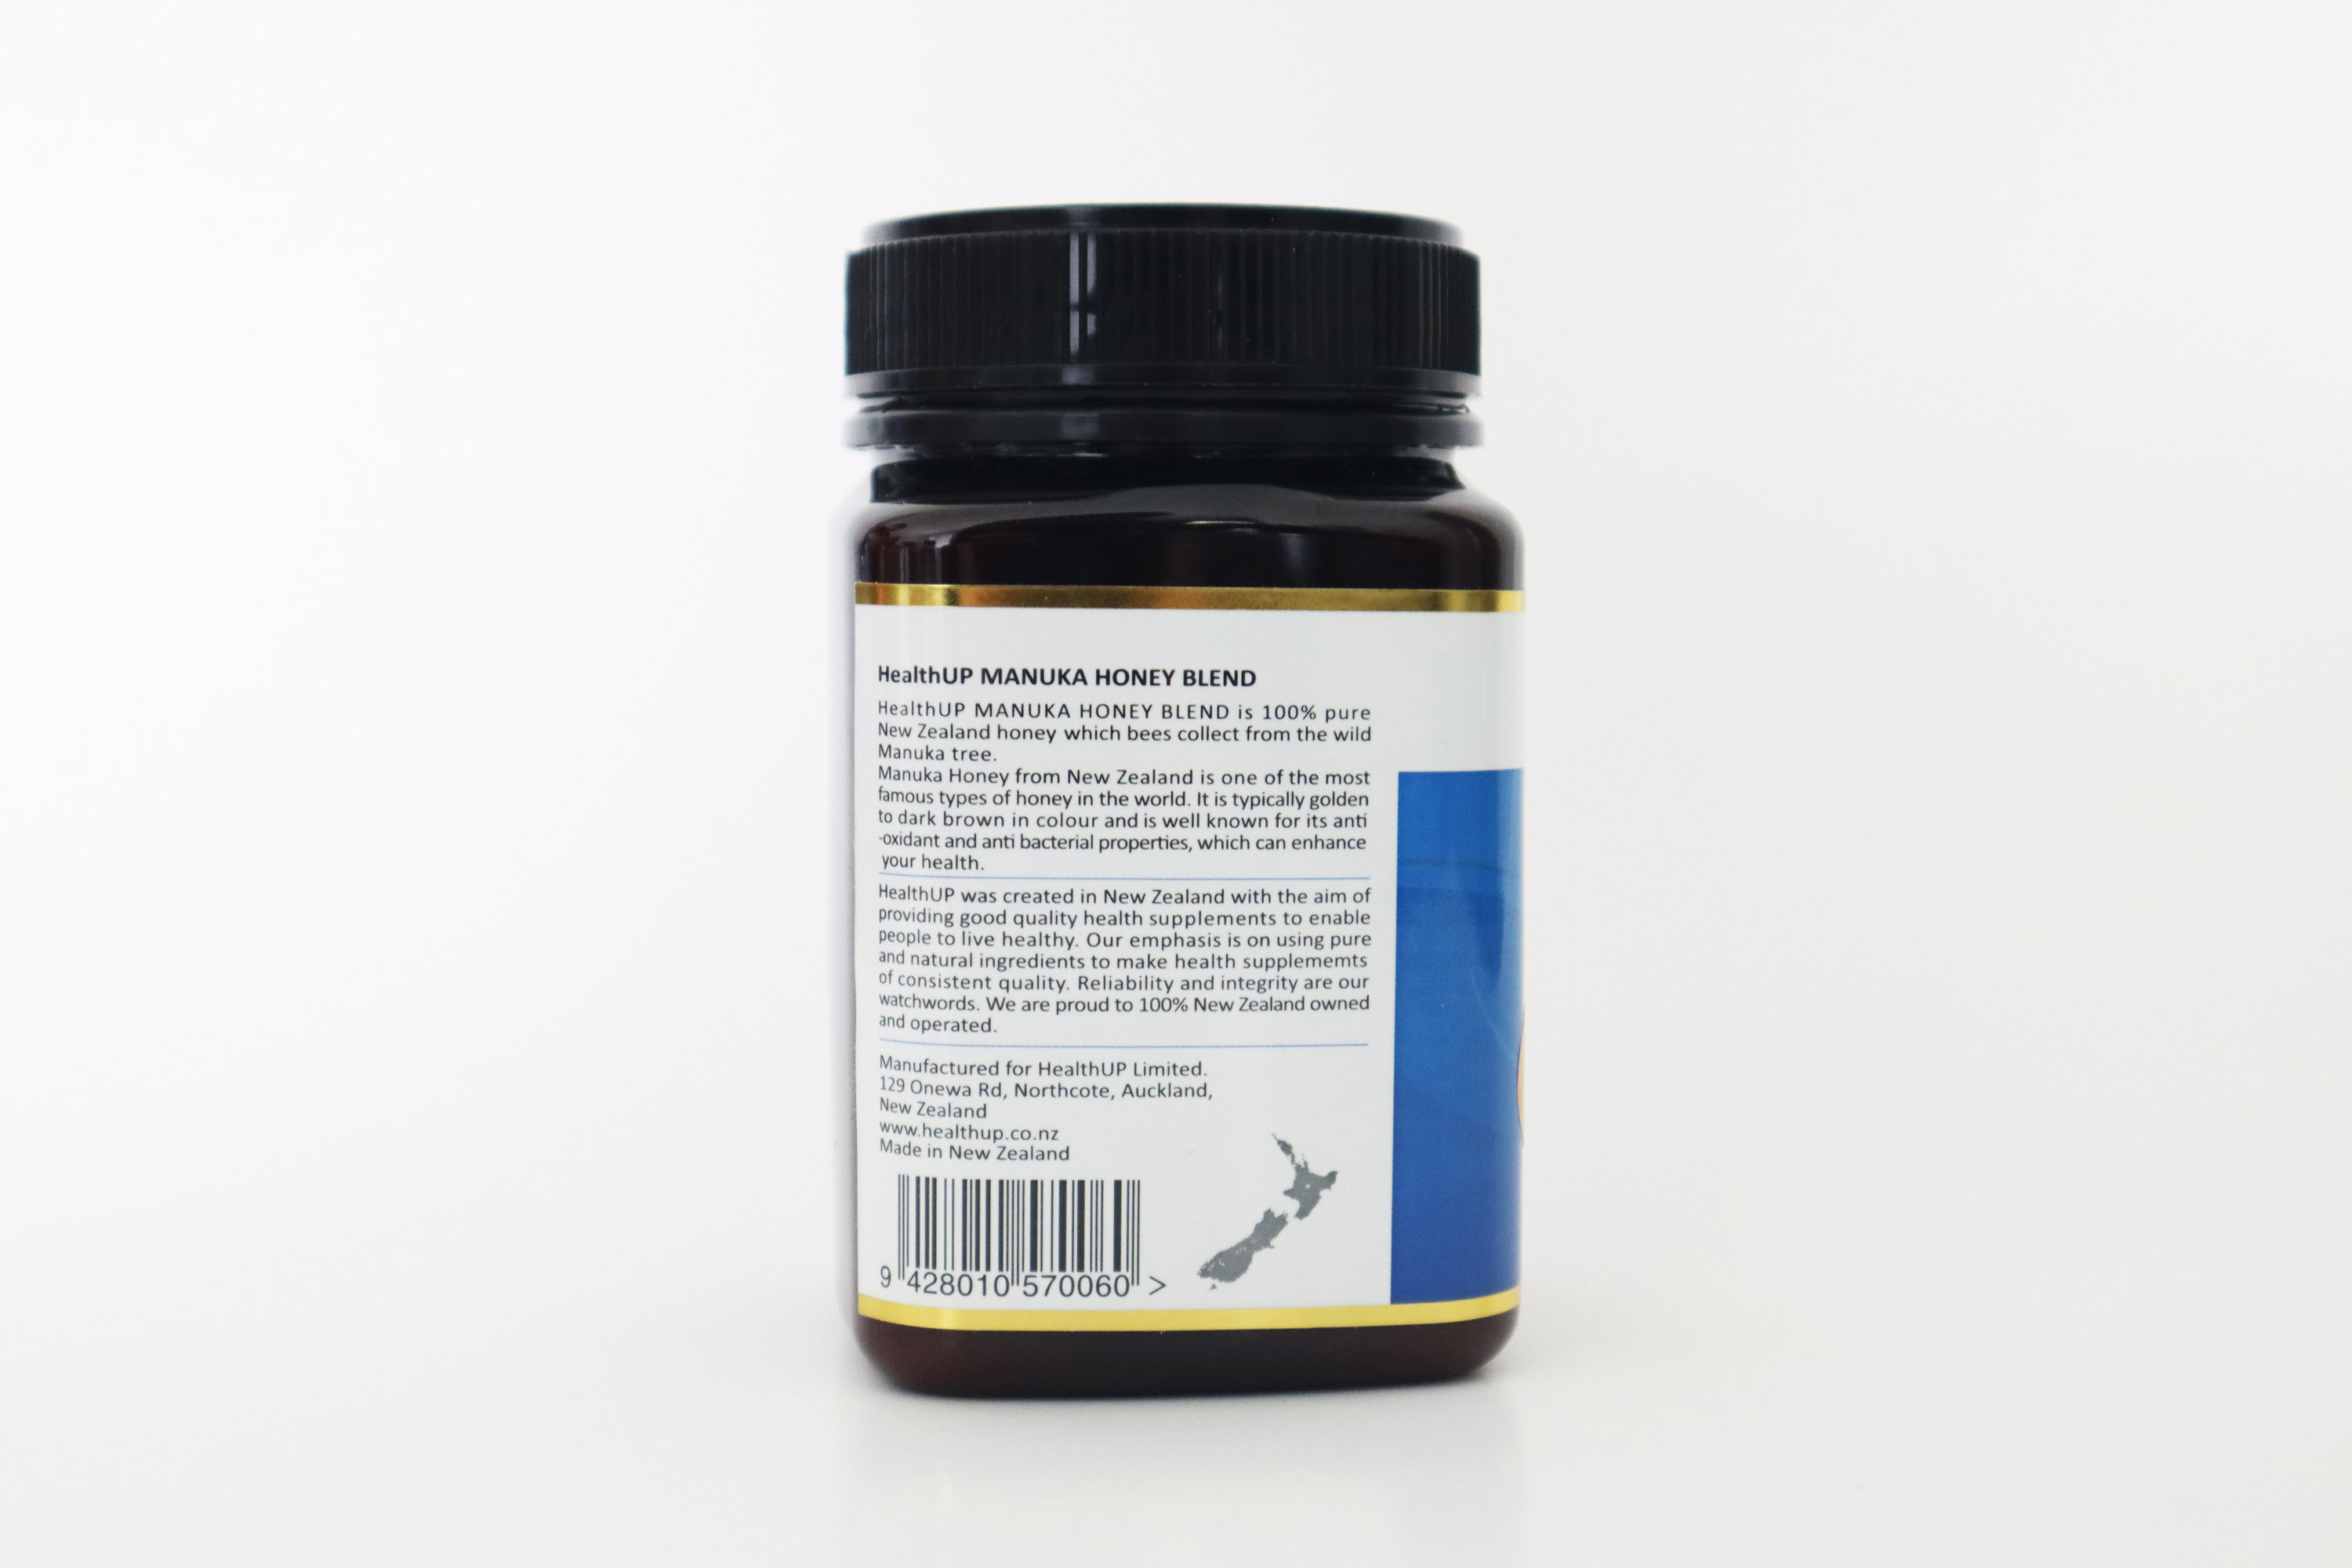 HealthUP MANUKA HONEY BLEND
HealthUP MANUKA HONEY BLEND is 100% pure
New Zealand honey which bees collect from the wild
Manuka tree.
Manuka Honey from New Zealand is one of the most
famous types of honey in the world. It is typically golden
to dark brown in colour and is well known for its anti
-oxidant and anti bacterial properties, which can enhance
your health.
HealthUP was created in New Zealand with the aim of
providing good quality health supplements to enable
people to live healthy. Our emphasis is on using pure
and natural ingredients to make health supplememts
of consistent quality. Reliability and integrity are our
watchwords. We are proud to 100% New Zealand owned
and operated.
Manufactured for HealthUP Limited.
129 Onewa Rd, Northcote, Auckland,
New Zealand
www.healthup.co.nz
Made in New Zealand
9 428010 570060 >